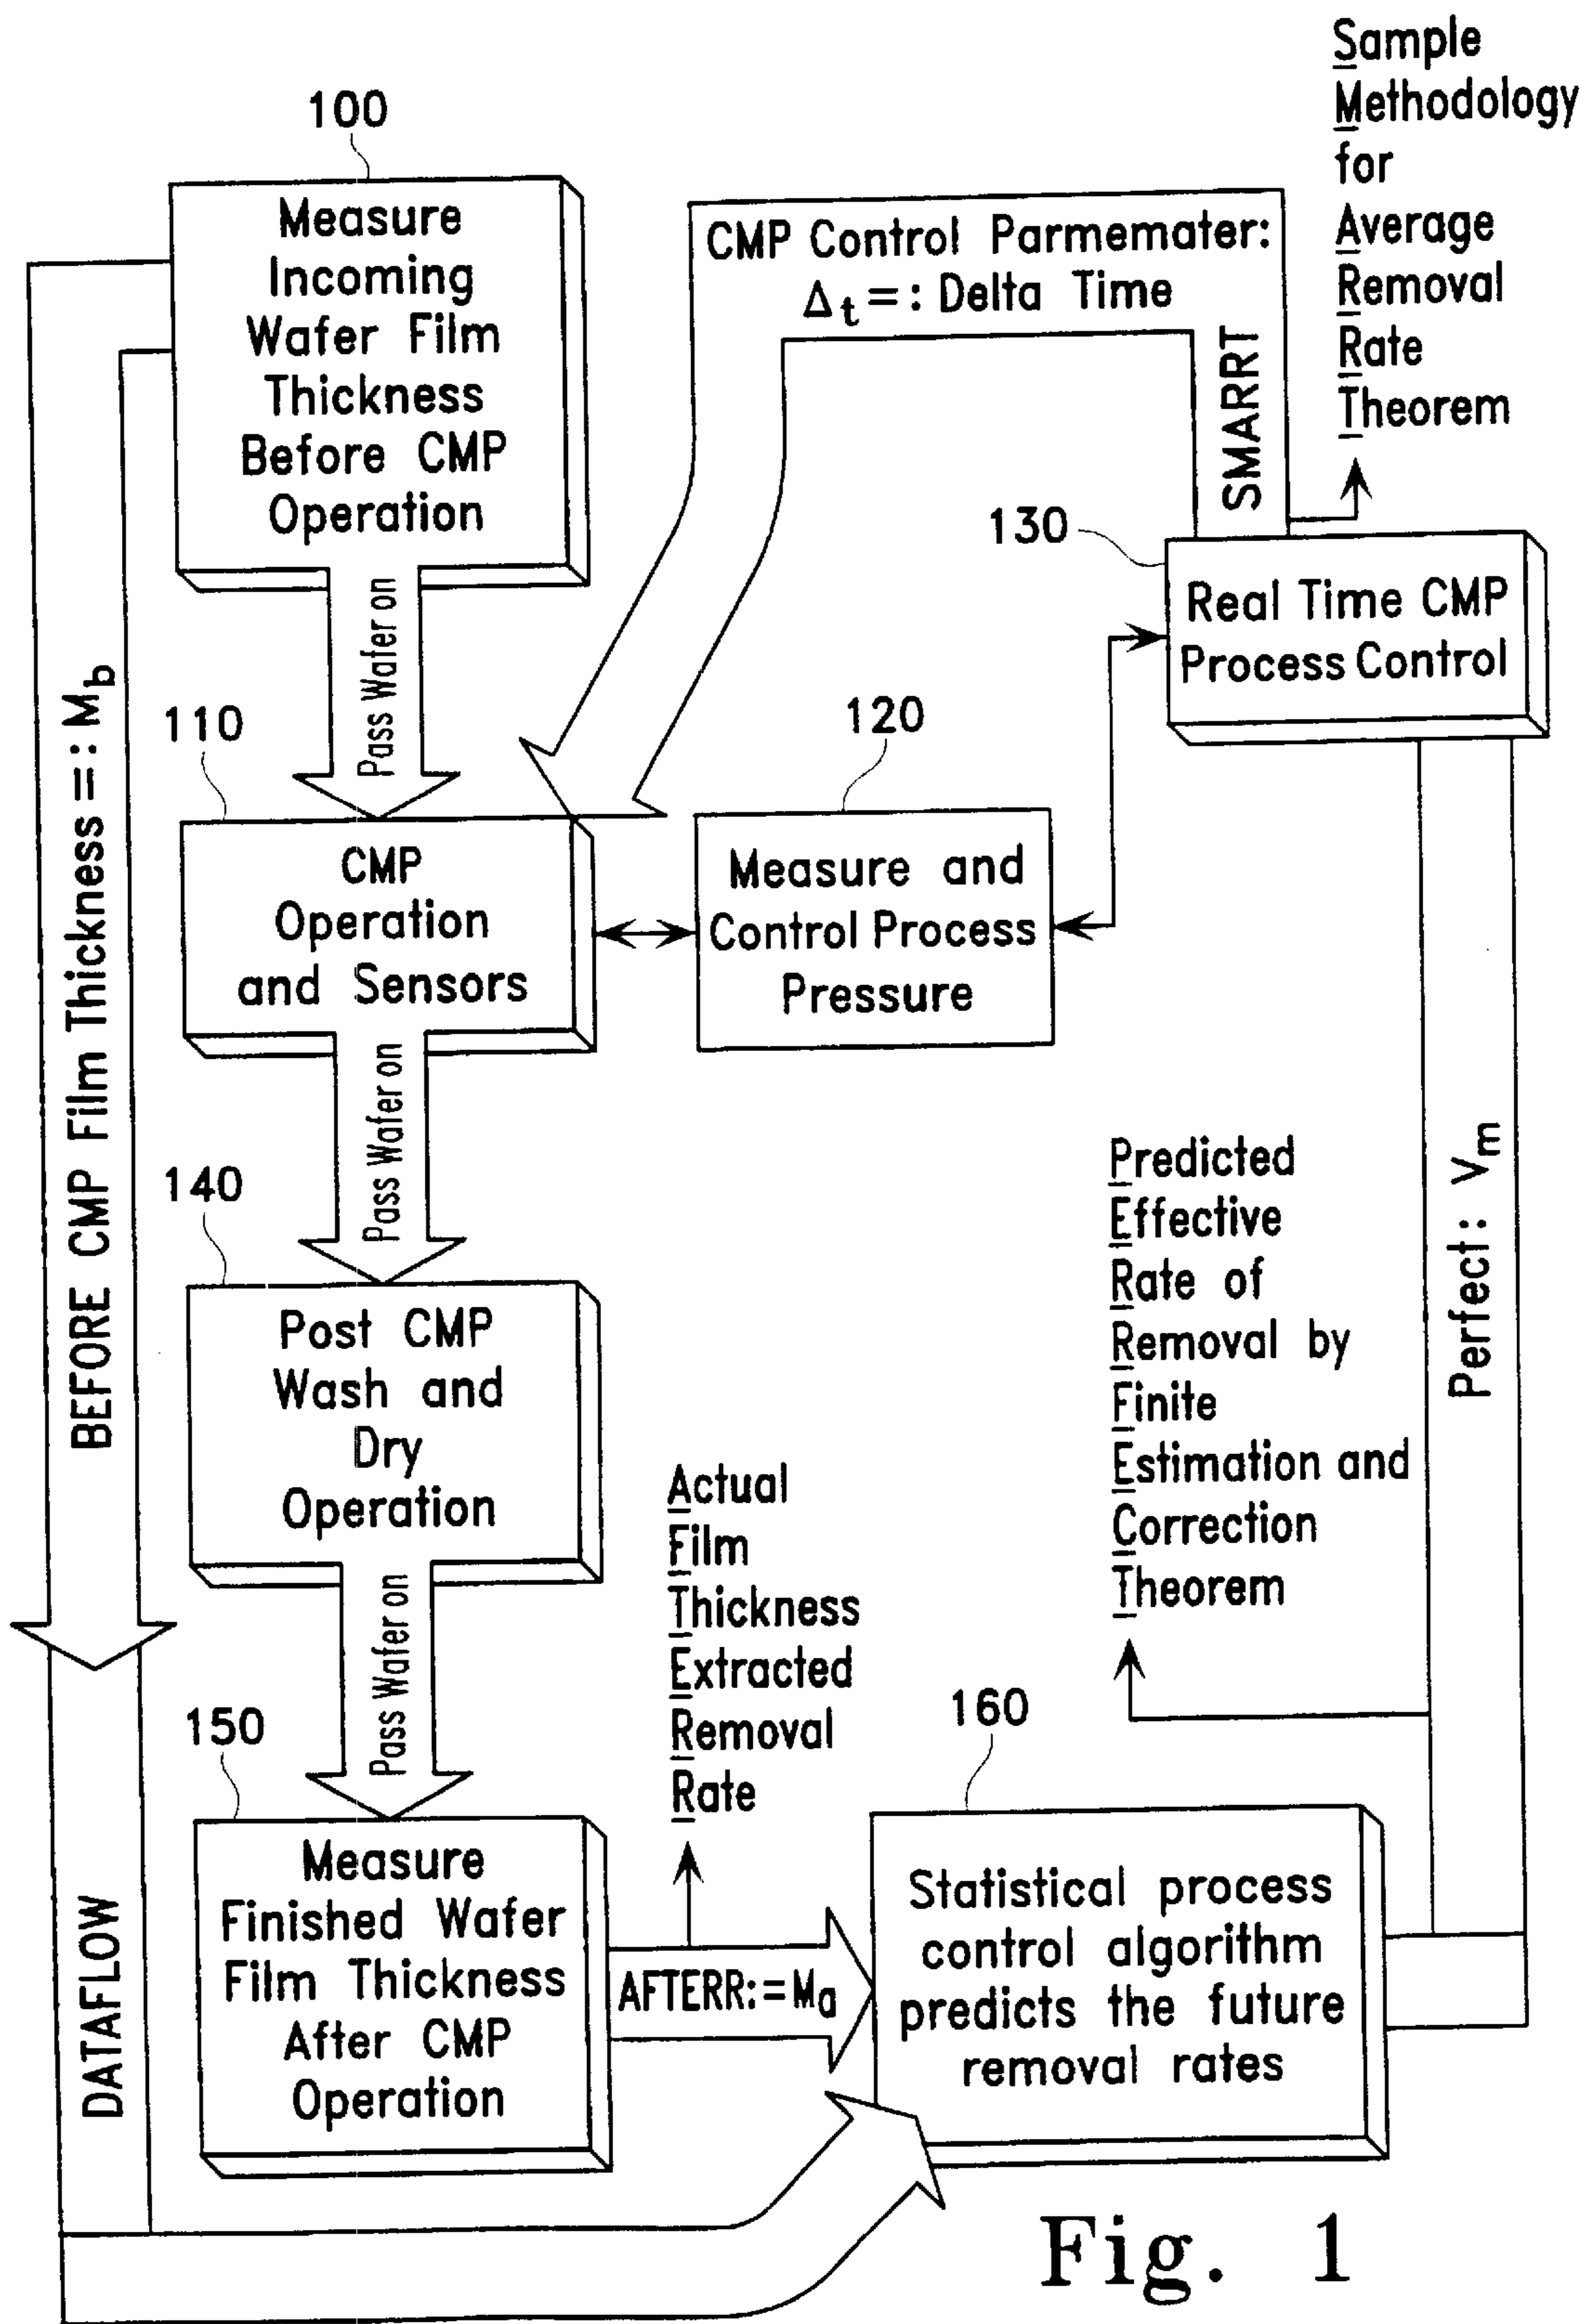 Sample
Methodology
for
Average
Removal
Rate
Theorem
100
Measure
Incoming
Wafer Film
Thickness
Before CMP
Operation
CMP Control Parmemater:
Δt =: Delta Time
SMARRT
130
Real Time CMP
Process Control
Pass Wafer on
BEFORE CMP Film Thickness =: Mb
110
CMP
Operation
and Sensors
120
Measure and
Control Process
Pressure
Pass Wafer on
140
Post CMP
Wash and
Dry
Operation
Predicted
Effective
Rate of
Removal by
Finite
Estimation and
Correction
Theorem
Perfect: Vm
Pass Wafer on
Actual
Film
Thickness
Extracted
Removal
Rate
150
Measure
Finished Wafer
Film Thickness
After CMP
Operation
AFTERR:=Ma
160
Statistical process
control algorithm
predicts the future
removal rates
DATAFLOW
Fig. 1